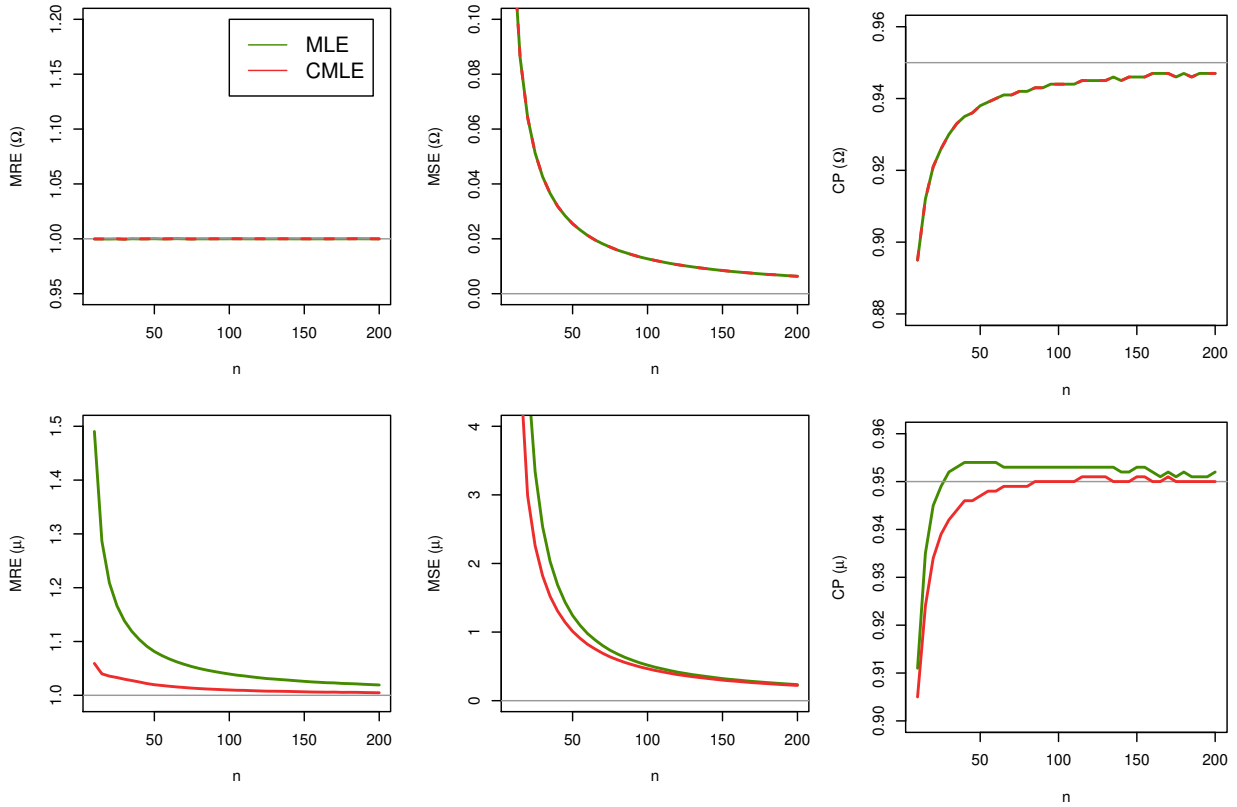 MRE (Ω)
0.95 1.00 1.05 1.10 1.15 1.20
MLE
CMLE
50 100 150 200
n
MSE (Ω)
0.00 0.02 0.04 0.06 0.08 0.10
50 100 150 200
n
CP (Ω)
0.88 0.90 0.92 0.94 0.96
50 100 150 200
n
MRE (μ)
1.0 1.1 1.2 1.3 1.4 1.5
50 100 150 200
n
MSE (μ)
0 1 2 3 4
50 100 150 200
n
CP (μ)
0.90 0.91 0.92 0.93 0.94 0.95 0.96
50 100 150 200
n